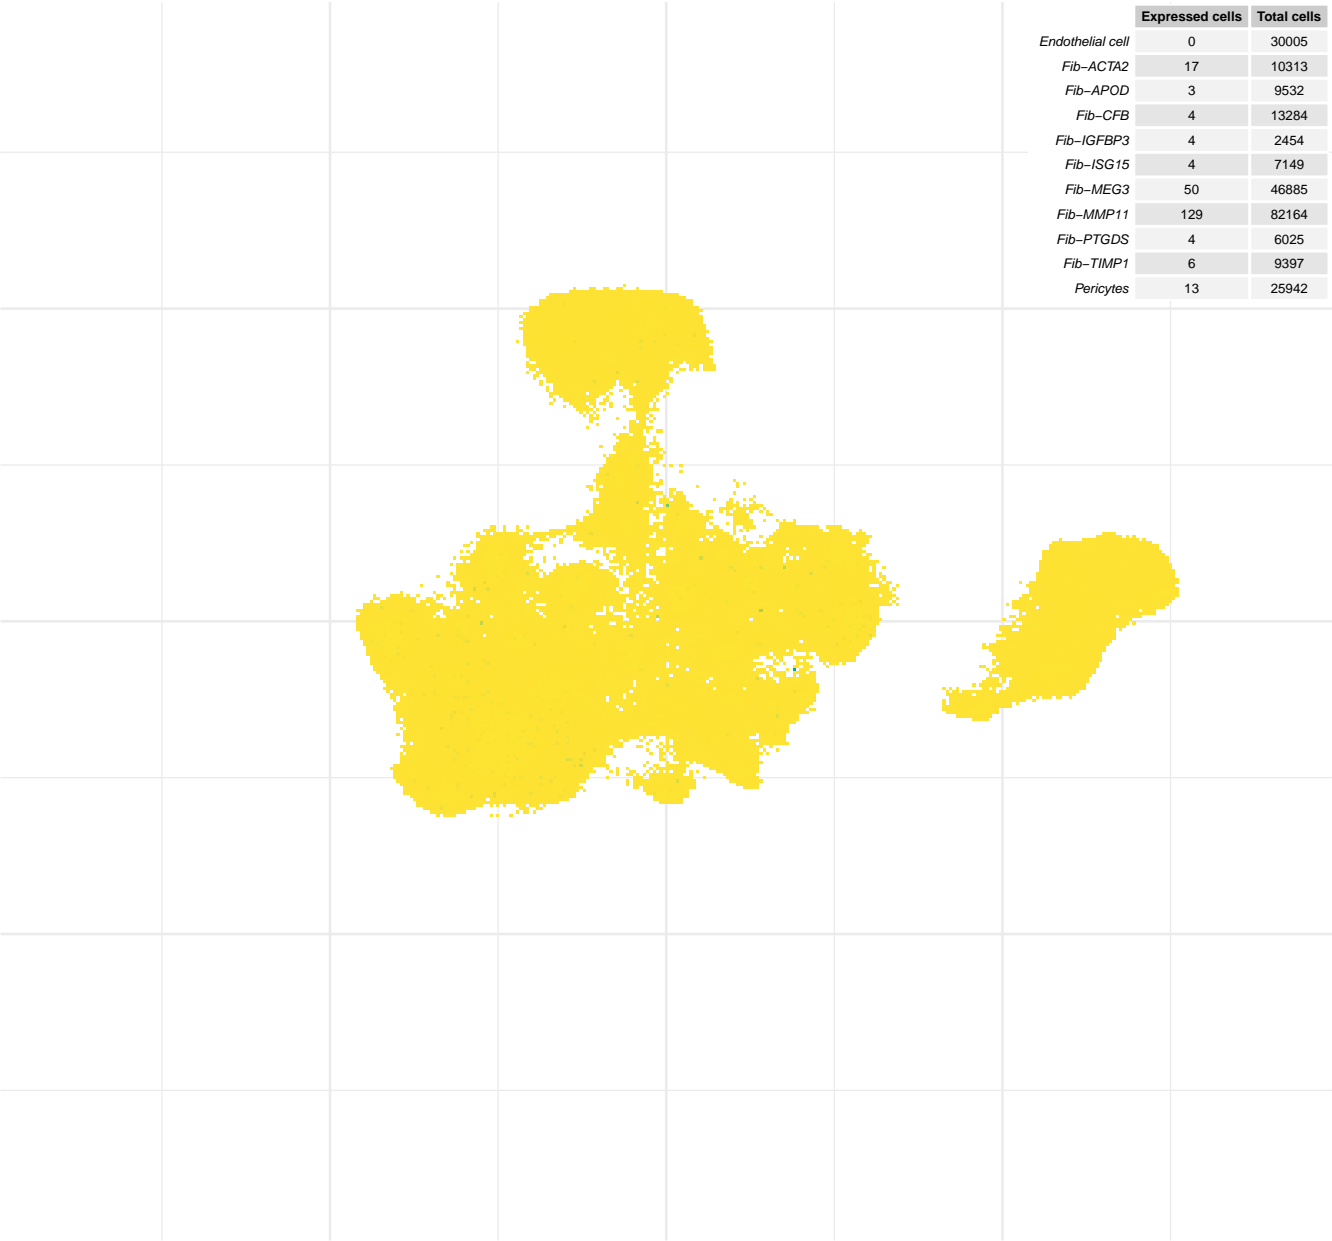 Expressed cells Total cells
Endothelial cell 0 30005
Fib−ACTA2 17 10313
Fib−APOD 3 9532
Fib−CFB 4 13284
Fib−IGFBP3 4 2454
Fib−ISG15 4 7149
Fib−MEG3 50 46885
Fib−MMP11 129 82164
Fib−PTGDS 4 6025
Fib−TIMP1 6 9397
Pericytes 13 25942